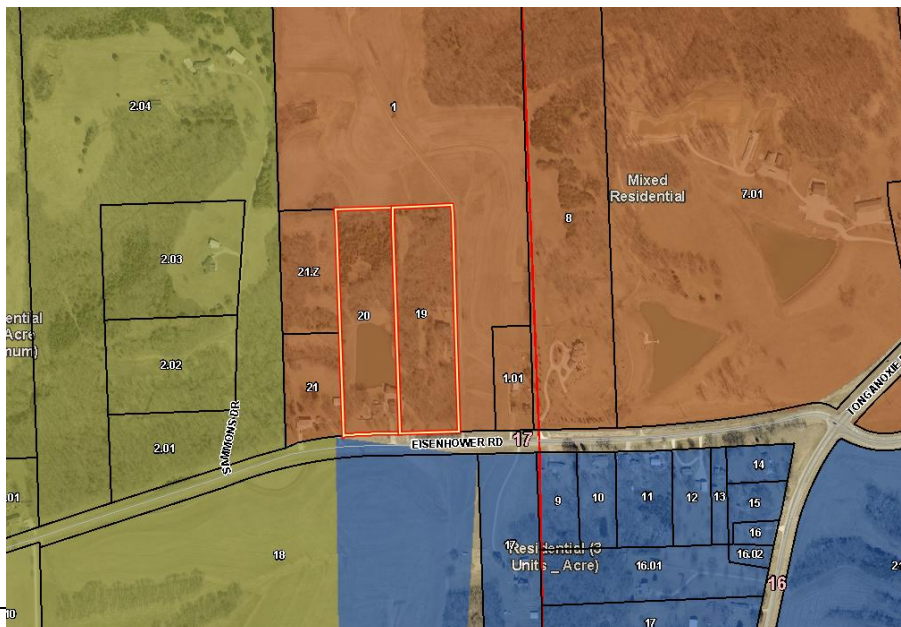 2.04
1
Mixed
Residential
7.01
8
2.03
21.Z
20
19
ential
Acre
mum)
2.02
21
1.01
SAMMONS DR
2.01
EISENHOWER RD
17
TONGANOXIE
.01
9
10
11
12
13
14
15
16
16.02
18
17
Residential (3
Units _ Acre)
16.01
21
16
10
17